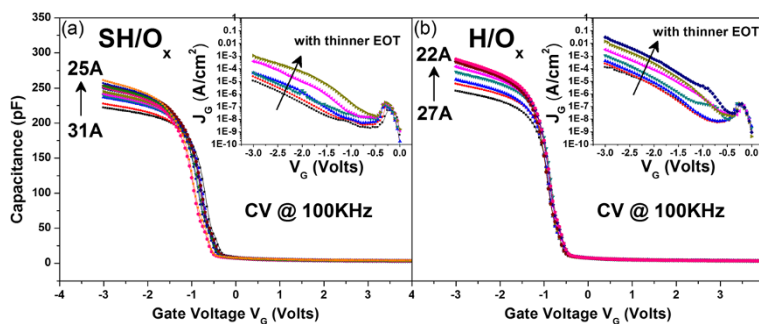 (a) SH/Ox
25A
31A
with thinner EOT
JG (A/cm²)
1
0.1
0.01
1E-3
1E-4
1E-5
1E-6
1E-7
1E-8
1E-9
1E-10
-3.0 -2.5 -2.0 -1.5 -1.0 -0.5 0.0
VG (Volts)
CV @ 100KHz
Capacitance (pF)
350
300
250
200
150
100
50
0
-4 -3 -2 -1 0 1 2 3 4
Gate Voltage VG (Volts)
(b) H/Ox
22A
27A
with thinner EOT
JG (A/cm²)
1
0.1
0.01
1E-3
1E-4
1E-5
1E-6
1E-7
1E-8
1E-9
1E-10
-3.0 -2.5 -2.0 -1.5 -1.0 -0.5 0.0
VG (Volts)
CV @ 100KHz
-3 -2 -1 0 1 2 3
Gate Voltage VG (Volts)